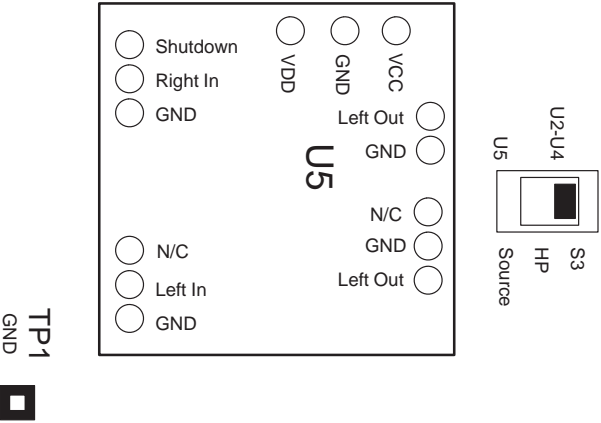 Shutdown
Right In
GND
VDD
GND
VCC
Left Out
GND
U5
N/C
GND
Left Out
N/C
Left In
GND
U5
U2-U4
Source
HP
S3
TP1
GND